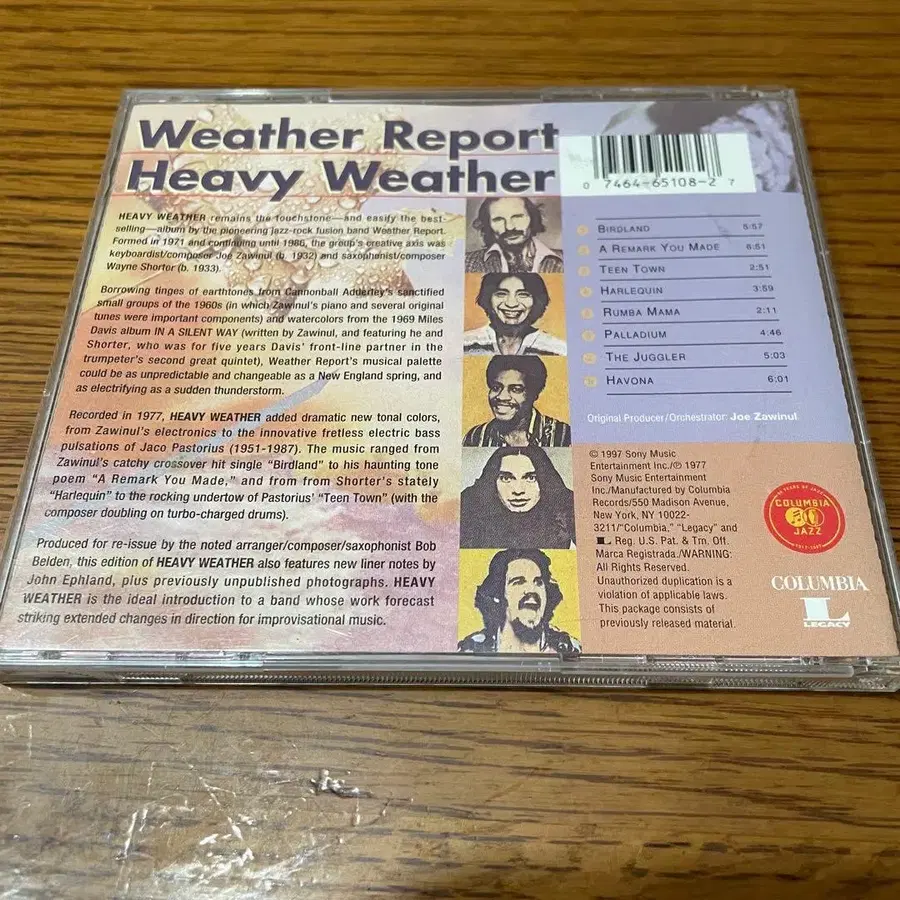 Weather Report
Heavy Weather
0 7464-65108-2 7
HEAVY WEATHER remains the touchstone—and easify the best-
selling—album by the pioneering jazz-rock fusion band Weather Report.
Formed in 1971 and continuing until 1986, the group's creative axis was
keyboardist/composer Joe Zawinul (b. 1932) and saxophonist/composer
Wayne Shorter (b. 1933).
Borrowing tinges of earthtones from Cannonball Adderley's sanctified
small groups of the 1960s (in which Zawinul's piano and several original
tunes were important components) and watercolors from the 1969 Miles
Davis album IN A SILENT WAY (written by Zawinul, and featuring he and
Shorter, who was for five years Davis' front-line partner in the
trumpeter's second great quintet), Weather Report's musical palette
could be as unpredictable and changeable as a New England spring, and
as electrifying as a sudden thunderstorm.
Recorded in 1977, HEAVY WEATHER added dramatic new tonal colors,
from Zawinul's electronics to the innovative fretless electric bass
pulsations of Jaco Pastorius (1951-1987). The music ranged from
Zawinul's catchy crossover hit single "Birdland" to his haunting tone
poem "A Remark You Made," and from from Shorter's stately
"Harlequin" to the rocking undertow of Pastorius' "Teen Town" (with the
composer doubling on turbo-charged drums).
Produced for re-issue by the noted arranger/composer/saxophonist Bob
Belden, this edition of HEAVY WEATHER also features new liner notes by
John Ephland, plus previously unpublished photographs. HEAVY
WEATHER is the ideal introduction to a band whose work forecast
striking extended changes in direction for improvisational music.
BIRDLAND 5:57
A REMARK YOU MADE 6:51
TEEN TOWN 2:51
HARLEQUIN 3:59
RUMBA MAMA 2:11
PALLADIUM 4:46
THE JUGGLER 5:03
HAVONA 6:01
Original Producer/Orchestrator: Joe Zawinul
© 1997 Sony Music
Entertainment Inc./℗ 1977
Sony Music Entertainment
Inc./Manufactured by Columbia
Records/550 Madison Avenue,
New York, NY 10022-
3211/"Columbia," "Legacy" and
L Reg. U.S. Pat. & Tm. Off.
Marca Registrada./WARNING:
All Rights Reserved.
Unauthorized duplication is a
violation of applicable laws.
This package consists of
previously released material.
COLUMBIA
JAZZ
COLUMBIA
L
LEGACY